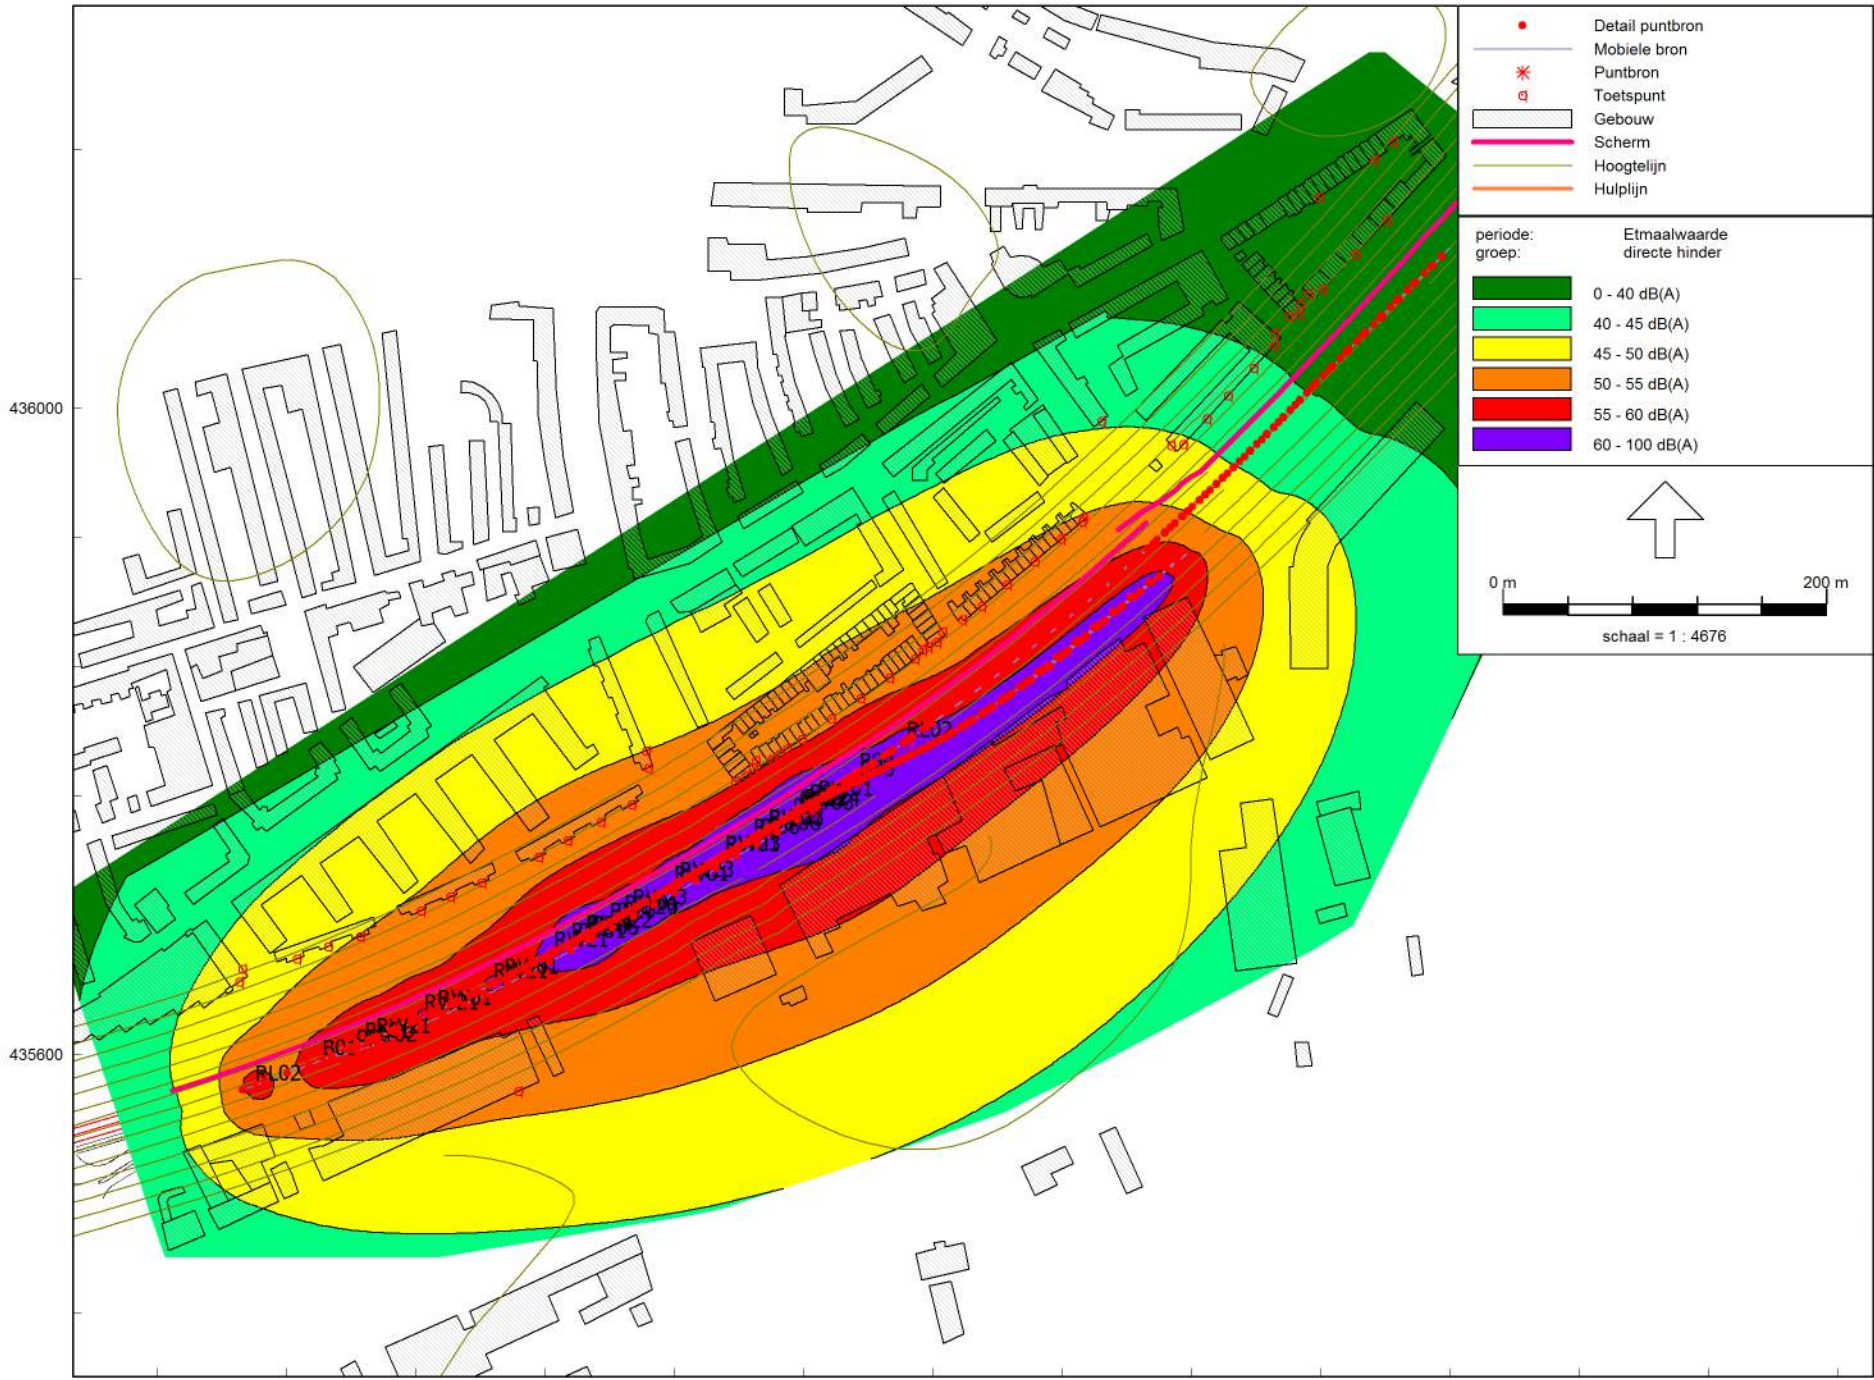 Detail puntbron
Mobiele bron
Puntbron
Toetspunt
Gebouw
Scherm
Hoogtelijn
Hulplijn
periode: Etmaalwaarde
groep: directe hinder
0 - 40 dB(A)
40 - 45 dB(A)
45 - 50 dB(A)
50 - 55 dB(A)
55 - 60 dB(A)
60 - 100 dB(A)
0 m 200 m
schaal = 1 : 4676
436000
435600
RLC2